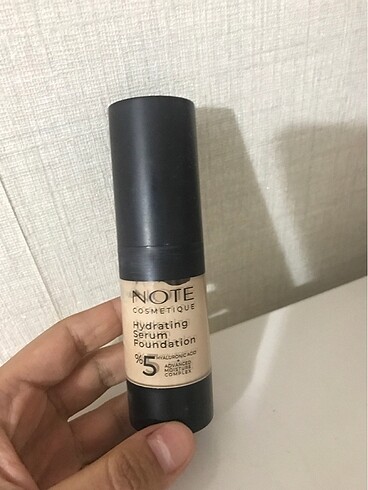 NOTE
COSMETIQUE
Hydrating
Serum
Foundation
%5 HYALURONIC ACID
+
ADVANCED
MOISTURE
COMPLEX